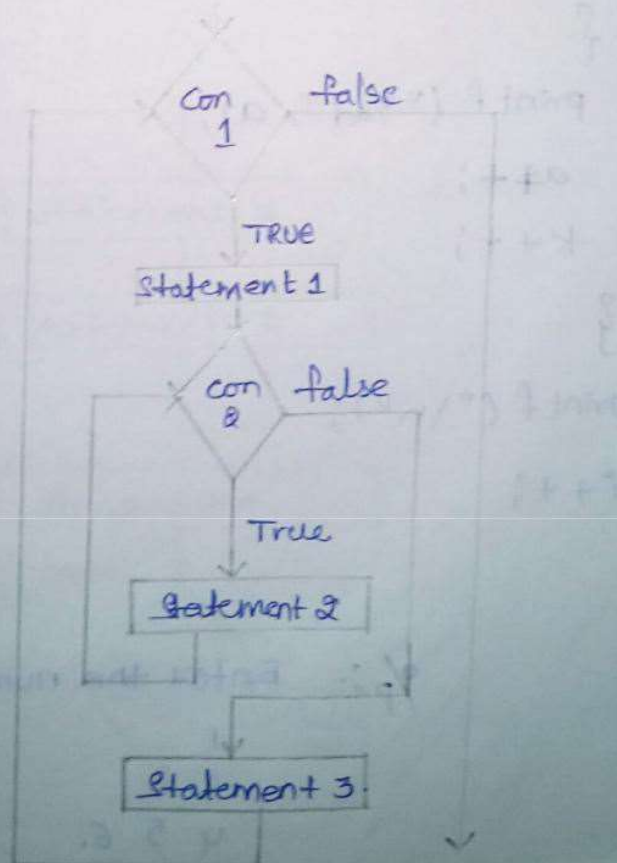 con
1
false
TRUE
Statement 1
con
2
false
True
Statement 2
Statement 3.